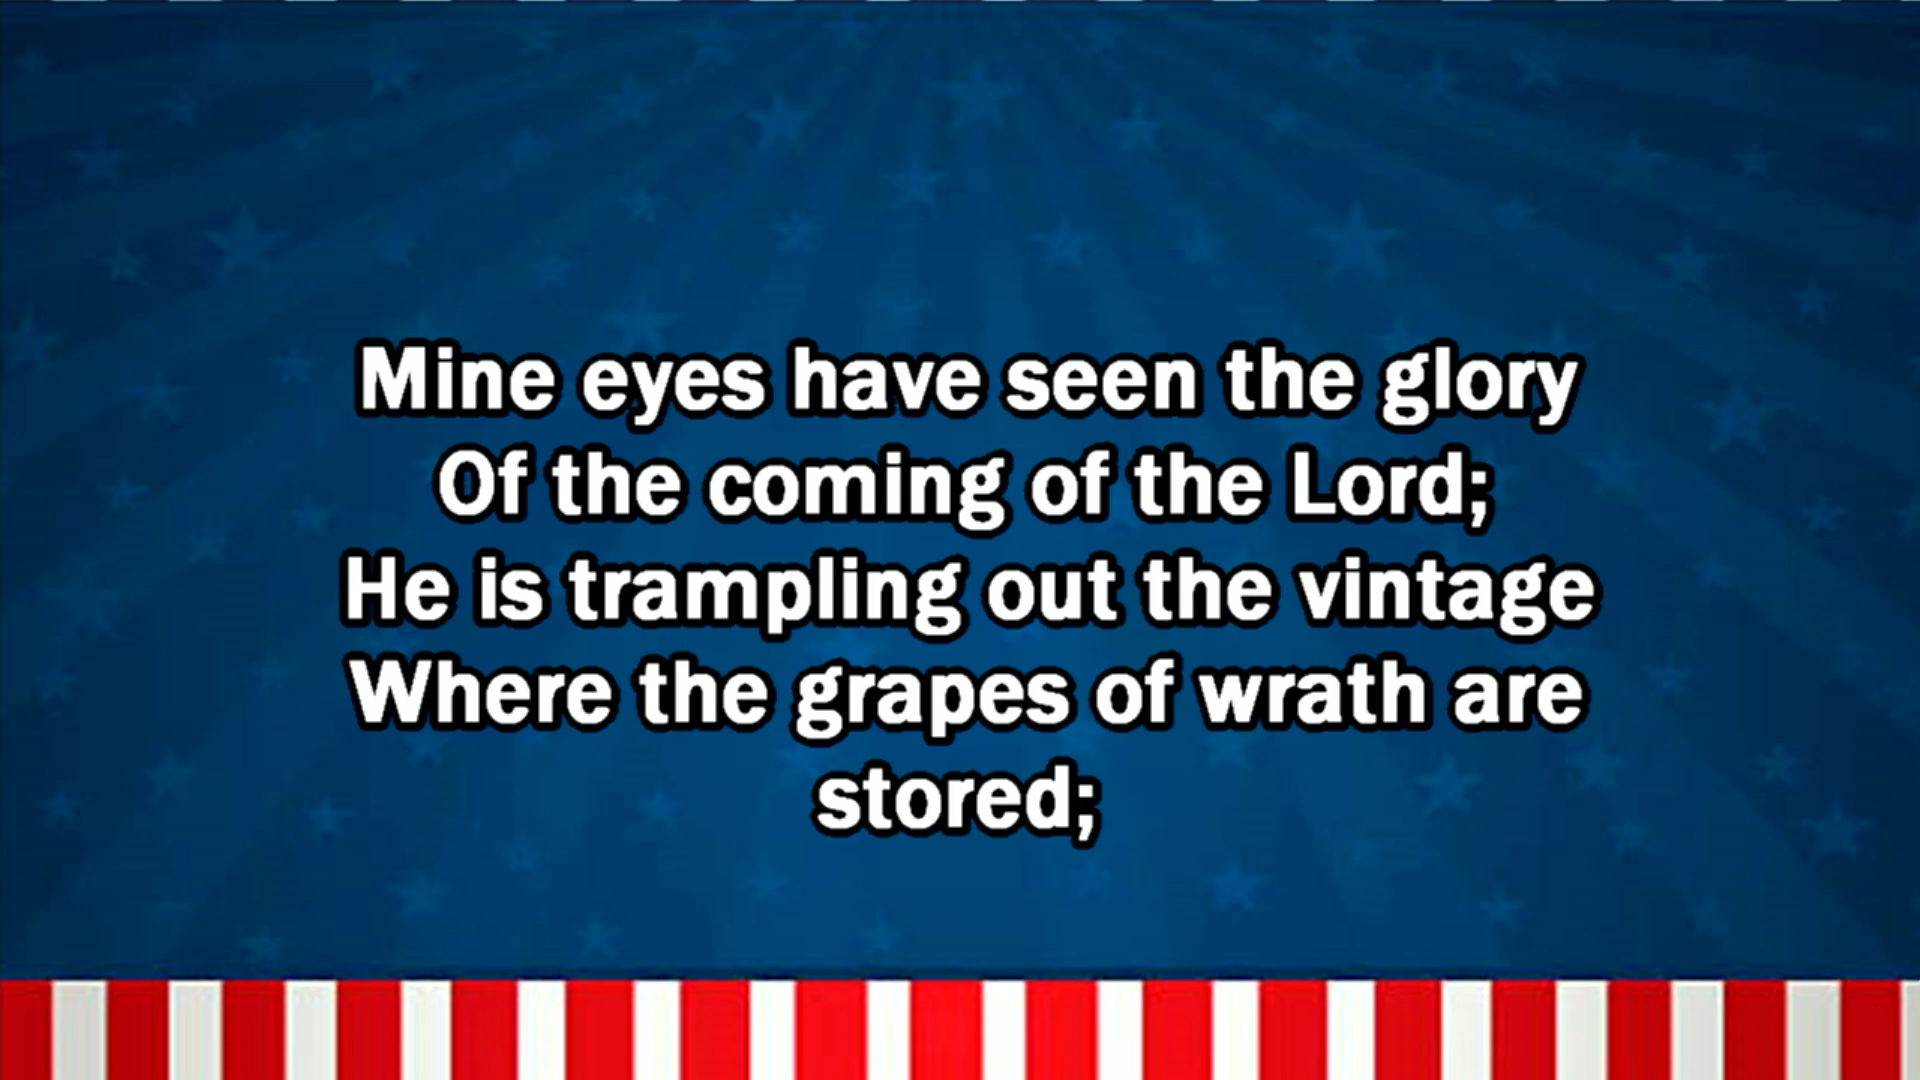 Mine eyes have seen the glory
Of the coming of the Lord;
He is trampling out the vintage
Where the grapes of wrath are
stored;